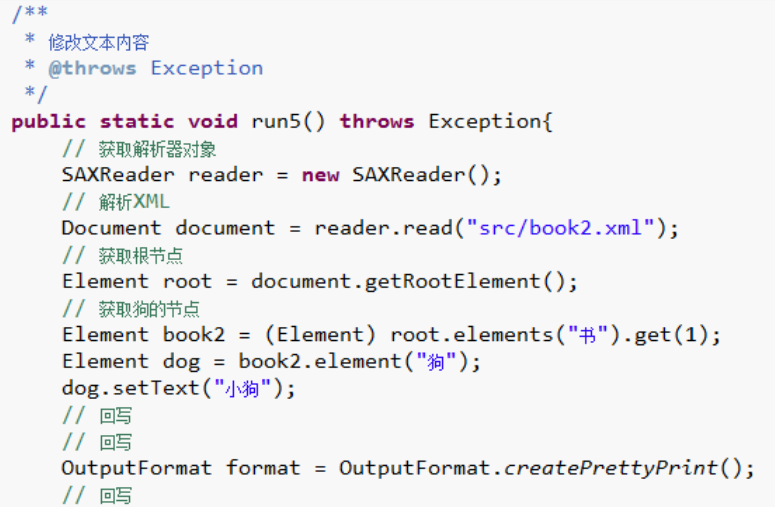 /**
 * 修改文本内容
 * @throws Exception
 */
public static void run5() throws Exception{
    // 获取解析器对象
    SAXReader reader = new SAXReader();
    // 解析XML
    Document document = reader.read("src/book2.xml");
    // 获取根节点
    Element root = document.getRootElement();
    // 获取狗的节点
    Element book2 = (Element) root.elements("书").get(1);
    Element dog = book2.element("狗");
    dog.setText("小狗");
    // 回写
    // 回写
    OutputFormat format = OutputFormat.createPrettyPrint();
    // 回写